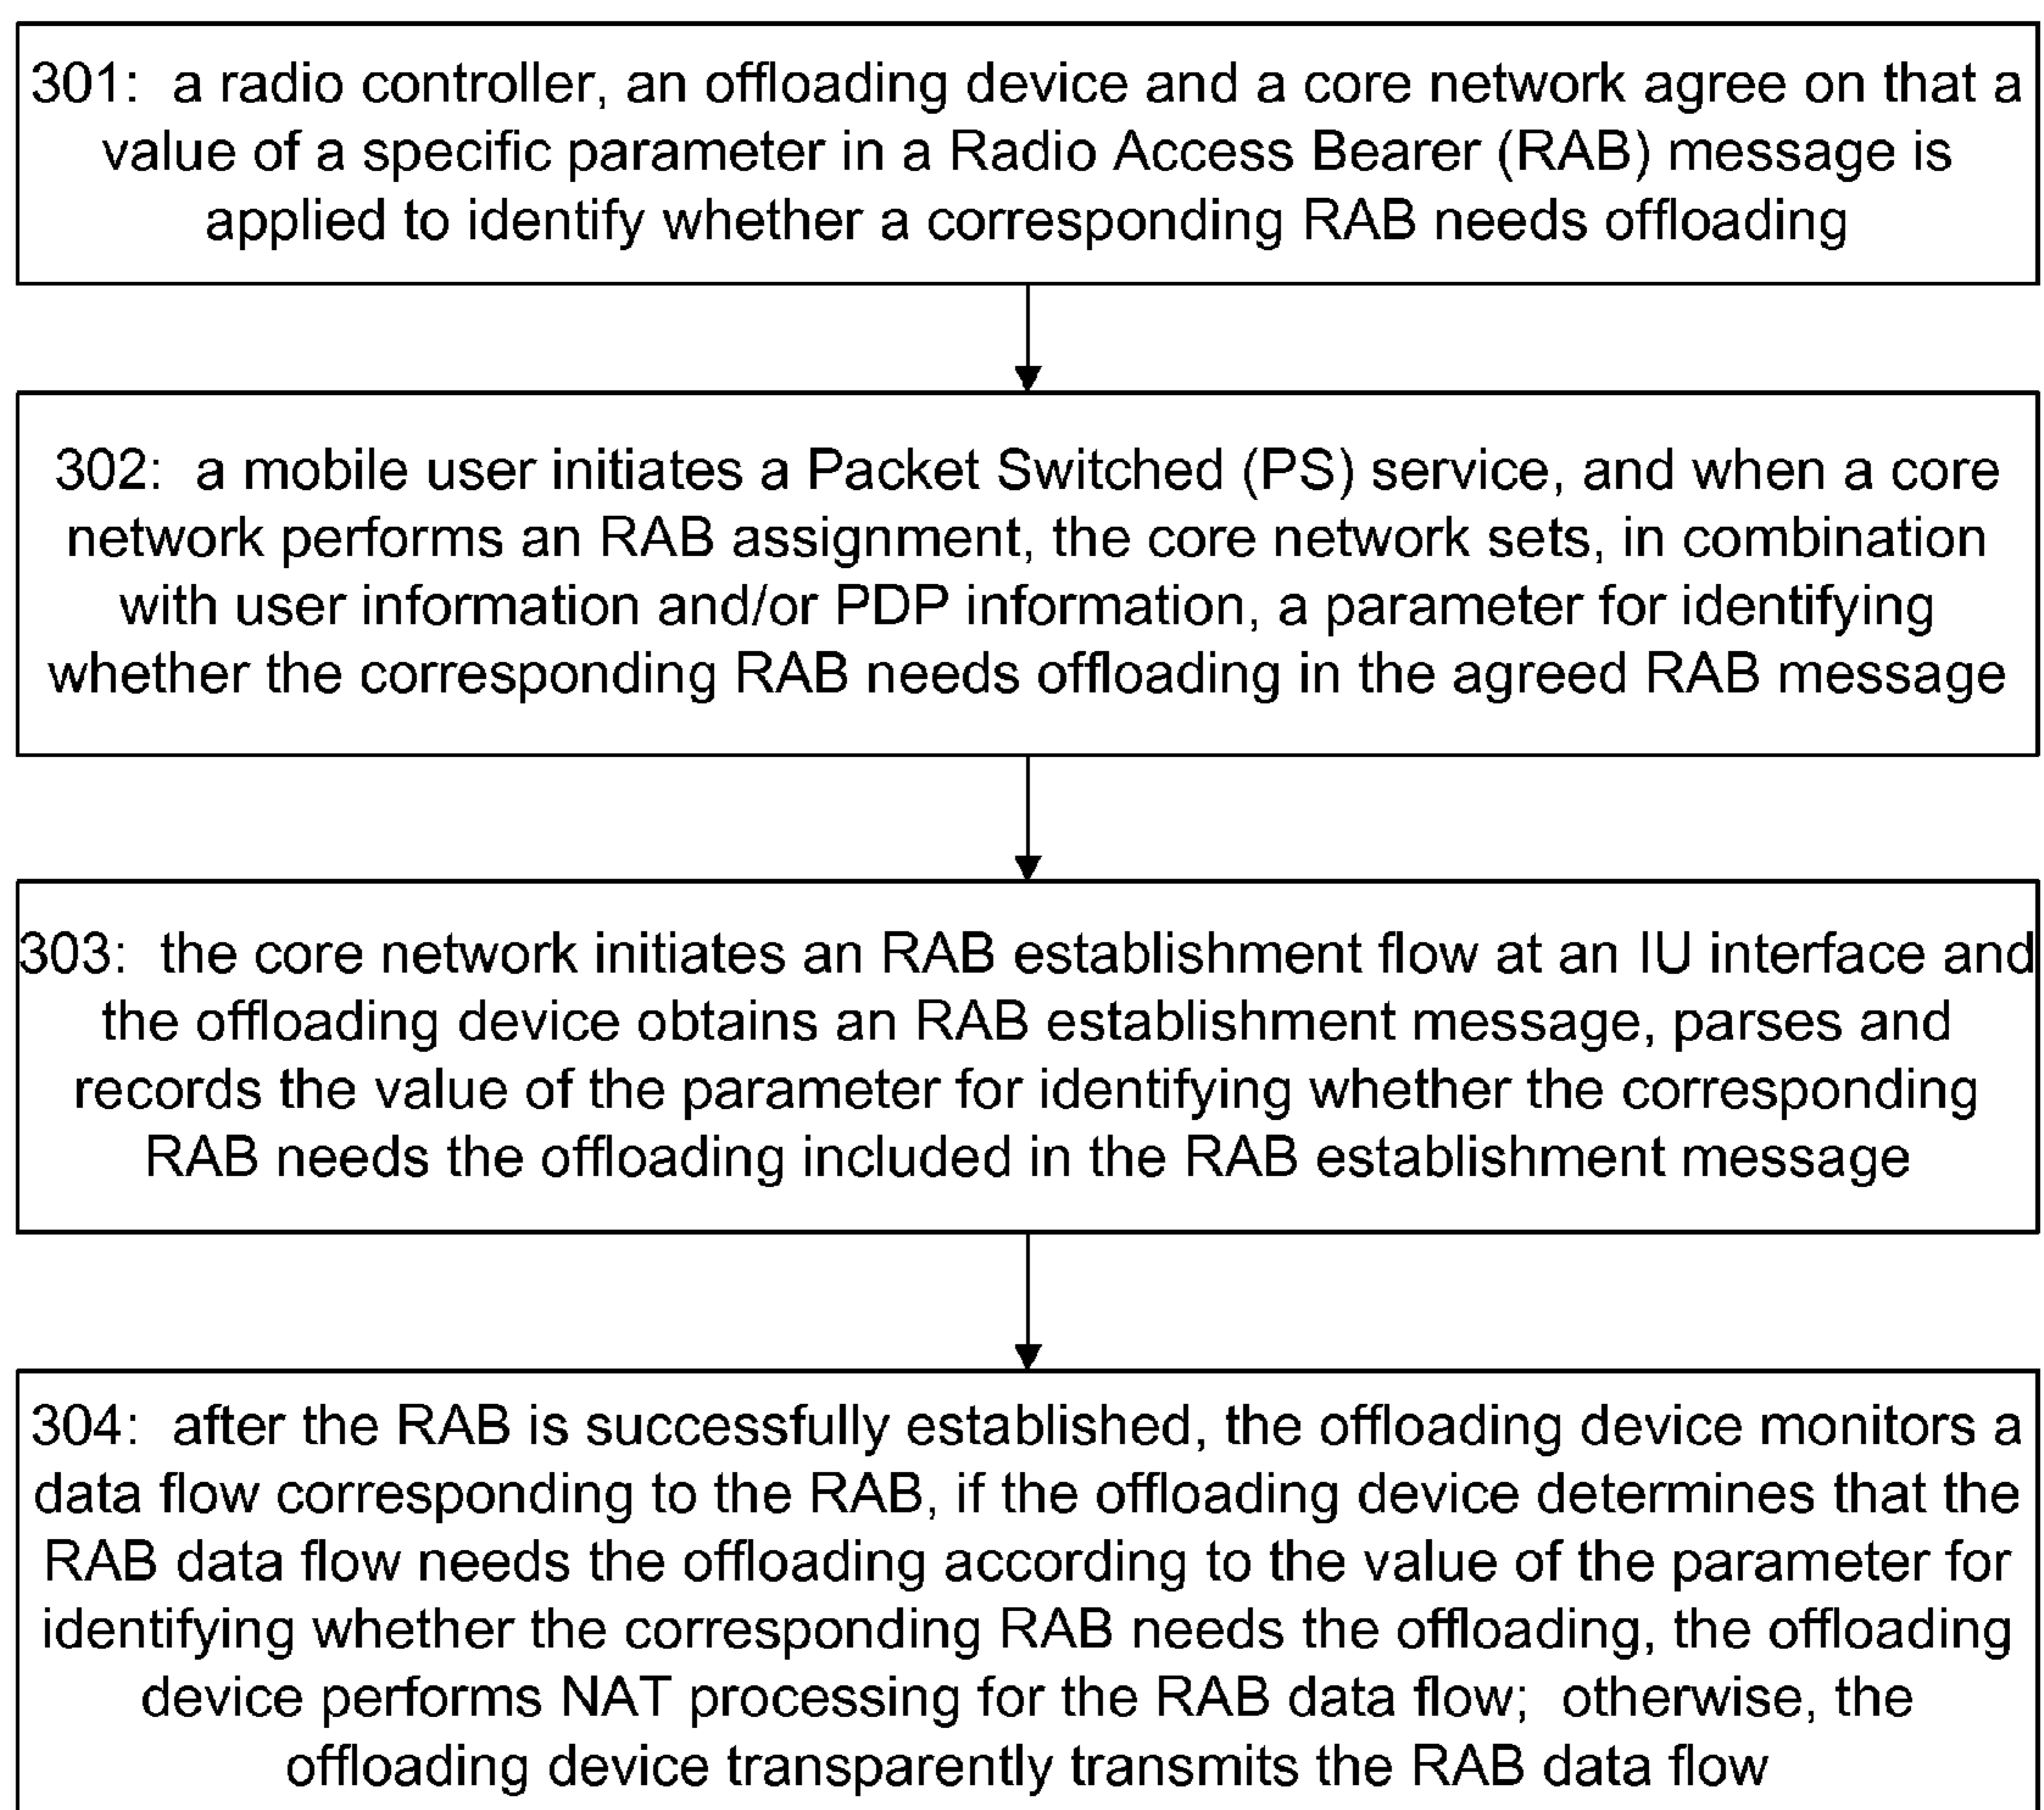 301: a radio controller, an offloading device and a core network agree on that a
value of a specific parameter in a Radio Access Bearer (RAB) message is
applied to identify whether a corresponding RAB needs offloading
302: a mobile user initiates a Packet Switched (PS) service, and when a core
network performs an RAB assignment, the core network sets, in combination
with user information and/or PDP information, a parameter for identifying
whether the corresponding RAB needs offloading in the agreed RAB message
303: the core network initiates an RAB establishment flow at an IU interface and
the offloading device obtains an RAB establishment message, parses and
records the value of the parameter for identifying whether the corresponding
RAB needs the offloading included in the RAB establishment message
304: after the RAB is successfully established, the offloading device monitors a
data flow corresponding to the RAB, if the offloading device determines that the
RAB data flow needs the offloading according to the value of the parameter for
identifying whether the corresponding RAB needs the offloading, the offloading
device performs NAT processing for the RAB data flow; otherwise, the
offloading device transparently transmits the RAB data flow